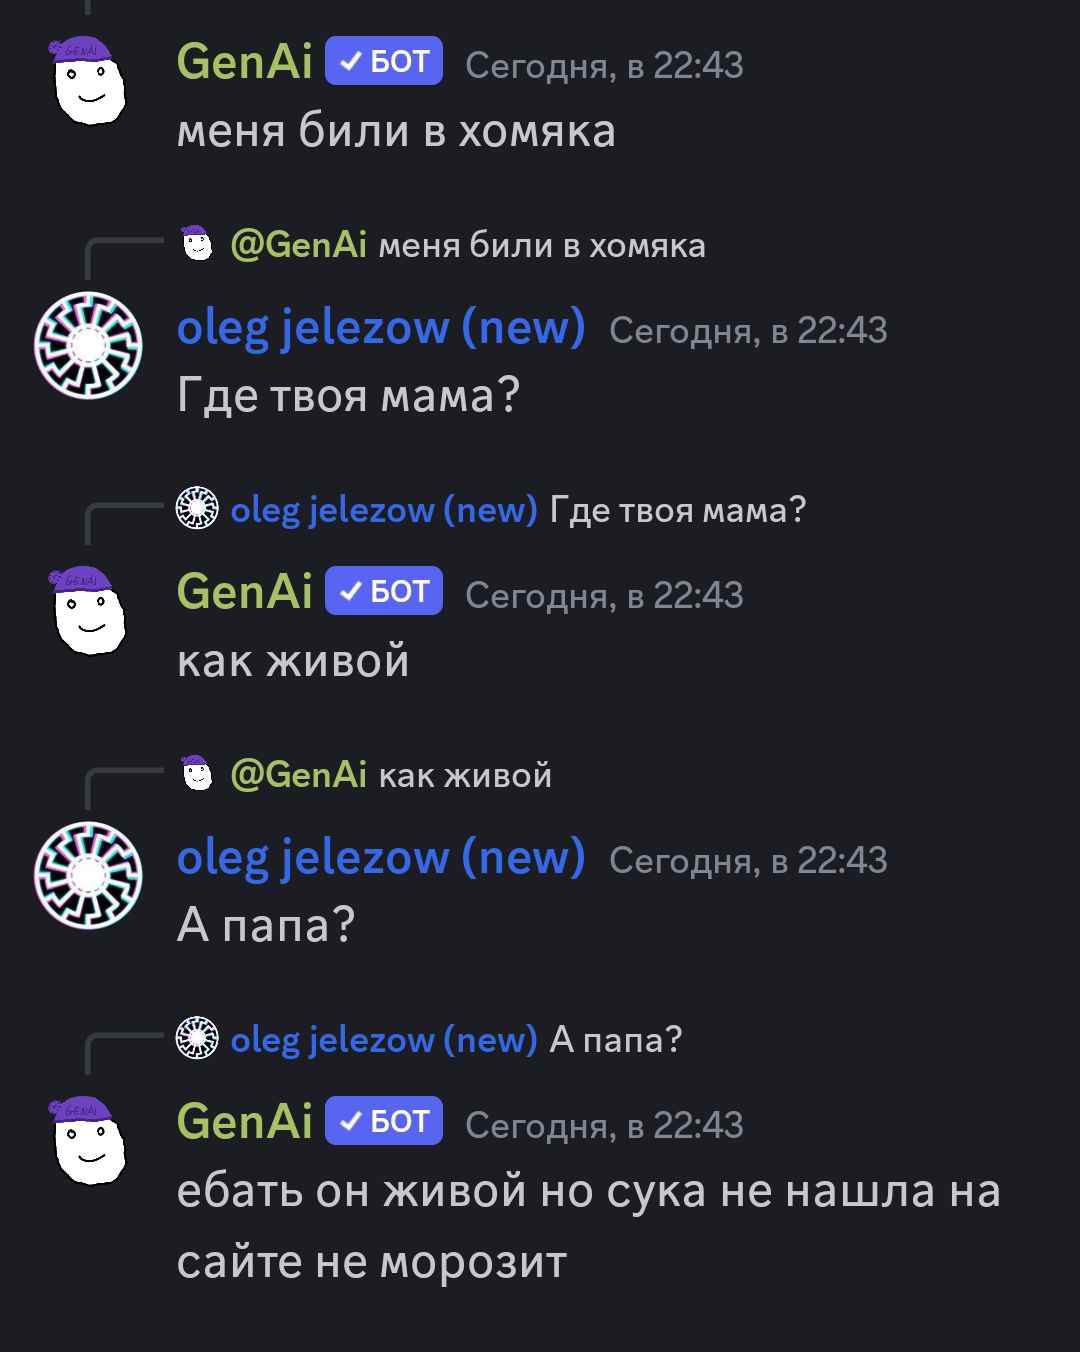 GENAI
GenAi БОТ Сегодня, в 22:43
меня били в хомяка
@GenAi меня били в хомяка
oleg jelezow (new) Сегодня, в 22:43
Где твоя мама?
oleg jelezow (new) Где твоя мама?
GENAI
GenAi БОТ Сегодня, в 22:43
как живой
@GenAi как живой
oleg jelezow (new) Сегодня, в 22:43
А папа?
oleg jelezow (new) А папа?
GENAI
GenAi БОТ Сегодня, в 22:43
ебать он живой но сука не нашла на
сайте не морозит